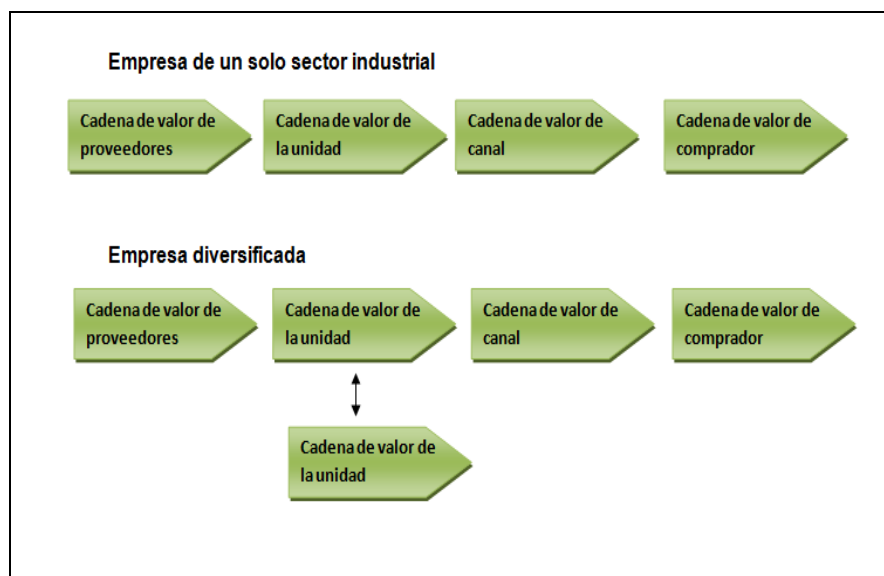 Empresa de un solo sector industrial
Cadena de valor de
proveedores
Cadena de valor de
la unidad
Cadena de valor de
canal
Cadena de valor de
comprador
Empresa diversificada
Cadena de valor de
proveedores
Cadena de valor de
la unidad
Cadena de valor de
canal
Cadena de valor de
comprador
Cadena de valor de
la unidad